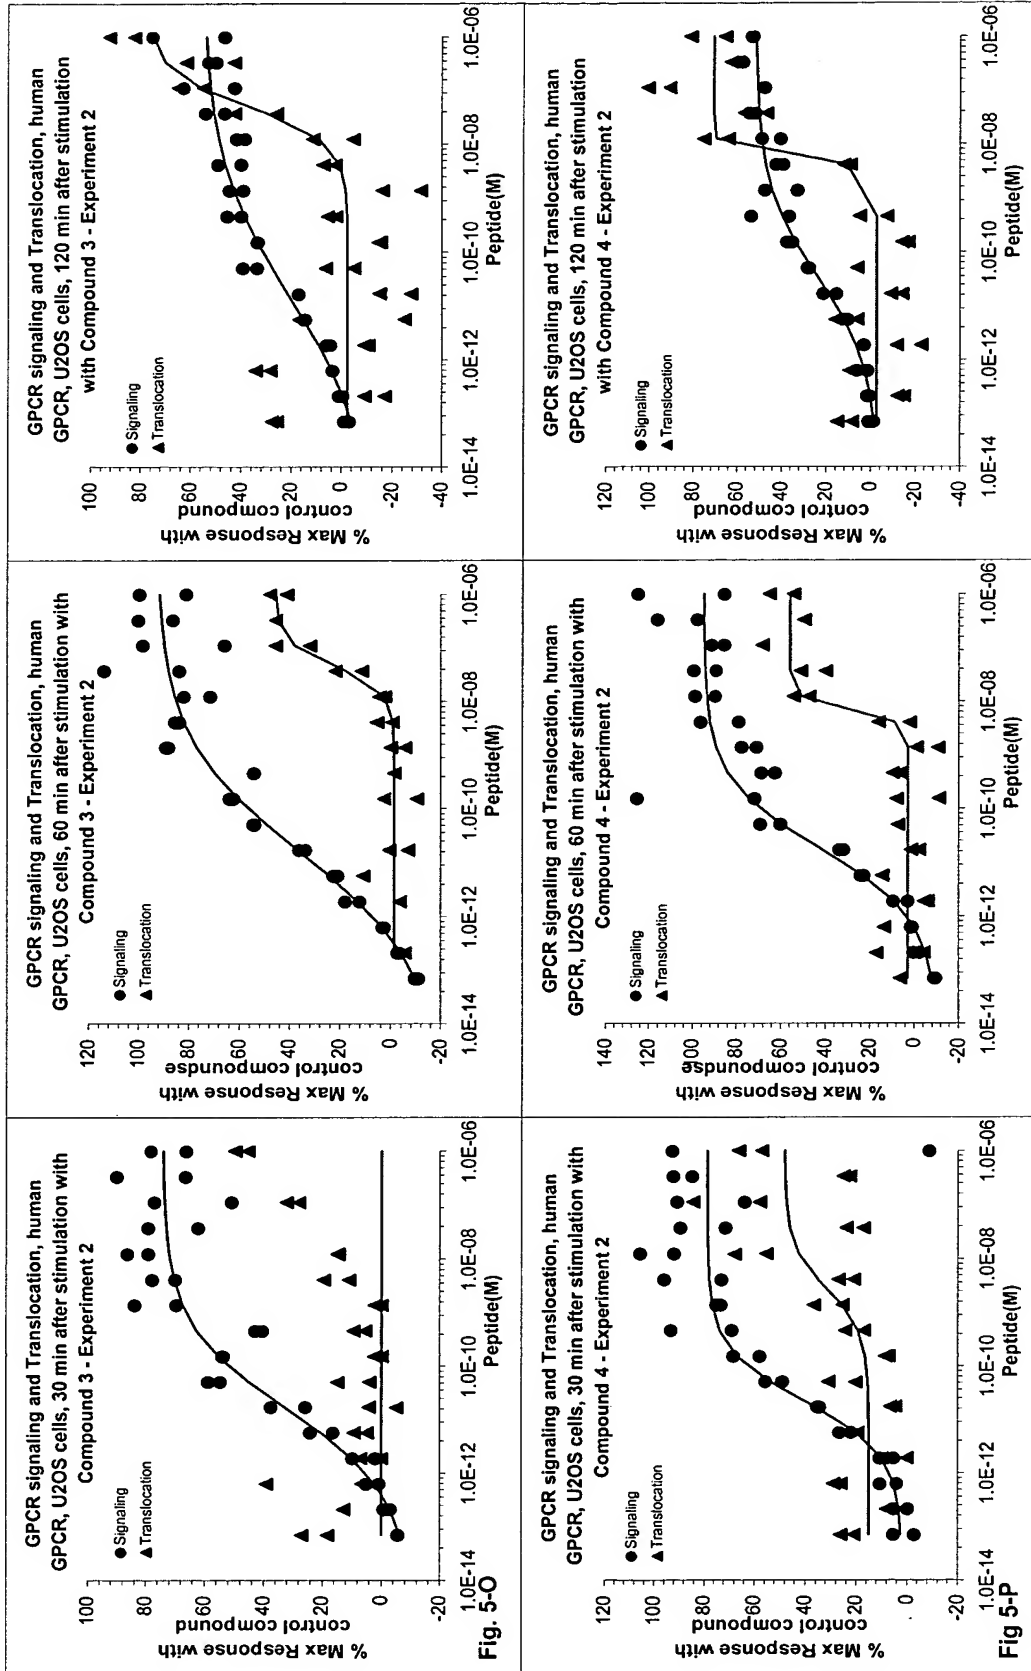 GPCR signaling and Translocation, human
GPCR, U2OS cells, 30 min after stimulation with
Compound 3 - Experiment 2
Signaling
Translocation
% Max Response with
control compound
100
80
60
40
20
0
-20
1.0E-14
1.0E-12
1.0E-10
1.0E-08
1.0E-06
Peptide(M)
Fig. 5-O
GPCR signaling and Translocation, human
GPCR, U2OS cells, 60 min after stimulation with
Compound 3 - Experiment 2
Signaling
Translocation
% Max Response with
control compoundse
120
100
80
60
40
20
0
-20
1.0E-14
1.0E-12
1.0E-10
1.0E-08
1.0E-06
Peptide(M)
GPCR signaling and Translocation, human
GPCR, U2OS cells, 120 min after stimulation
with Compound 3 - Experiment 2
Signaling
Translocation
% Max Response with
control compound
100
80
60
40
20
0
-20
-40
1.0E-14
1.0E-12
1.0E-10
1.0E-08
1.0E-06
Peptide(M)
GPCR signaling and Translocation, human
GPCR, U2OS cells, 30 min after stimulation with
Compound 4 - Experiment 2
Signaling
Translocation
% Max Response with
control compound
120
100
80
60
40
20
0
-20
1.0E-14
1.0E-12
1.0E-10
1.0E-08
1.0E-06
Peptide(M)
Fig 5-P
GPCR signaling and Translocation, human
GPCR, U2OS cells, 60 min after stimulation with
Compound 4 - Experiment 2
Signaling
Translocation
% Max Response with
control compound
140
120
100
80
60
40
20
0
-20
1.0E-14
1.0E-12
1.0E-10
1.0E-08
1.0E-06
Peptide(M)
GPCR signaling and Translocation, human
GPCR, U2OS cells, 120 min after stimulation
with Compound 4 - Experiment 2
Signaling
Translocation
% Max Response with
control compound
100
80
60
40
20
0
-20
-40
1.0E-14
1.0E-12
1.0E-10
1.0E-08
1.0E-06
Peptide(M)